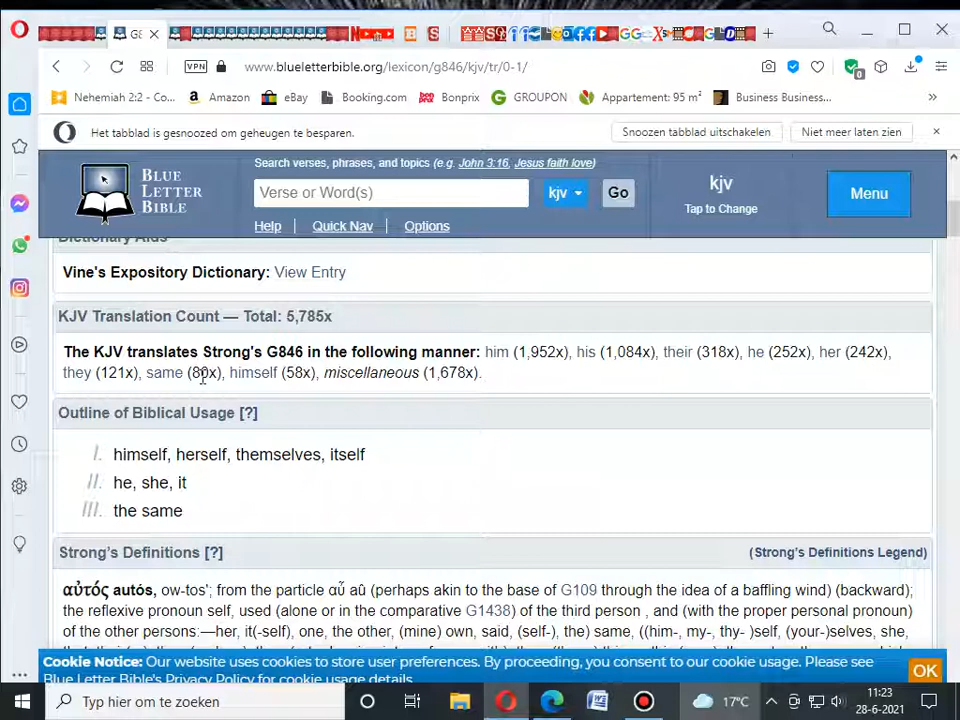 G
www.blueletterbible.org/lexicon/g846/kjv/tr/0-1/
VPN
Nehemiah 2:2 - Co... Amazon eBay Booking.com Bonprix GROUPON Appartement: 95 m² Business Business... »
Het tabblad is gesnoozed om geheugen te besparen. Snoozen tabblad uitschakelen Niet meer laten zien
BLUE
LETTER
BIBLE
Search verses, phrases, and topics (e.g. John 3:16, Jesus faith love)
Verse or Word(s) kjv Go
Help | Quick Nav | Options
kjv
Tap to Change
Menu
Dictionary Aids
Vine's Expository Dictionary: View Entry
KJV Translation Count — Total: 5,785x
The KJV translates Strong's G846 in the following manner: him (1,952x), his (1,084x), their (318x), he (252x), her (242x),
they (121x), same (80x), himself (58x), miscellaneous (1,678x).
Outline of Biblical Usage [?]
I. himself, herself, themselves, itself
II. he, she, it
III. the same
Strong's Definitions [?] (Strong's Definitions Legend)
αὐτός autós, ow-tos'; from the particle αὖ aû (perhaps akin to the base of G109 through the idea of a baffling wind) (backward);
the reflexive pronoun self, used (alone or in the comparative G1438) of the third person , and (with the proper personal pronoun)
of the other persons:—her, it(-self), one, the other, (mine) own, said, (self-), the) same, ((him-, my-, thy- )self, (your-)selves, she,
Cookie Notice: Our website uses cookies to store user preferences. By proceeding, you consent to our cookie usage. Please see
Blue Letter Bible's Privacy Policy for cookie usage details.
OK
Typ hier om te zoeken
17°C
11:23
28-6-2021